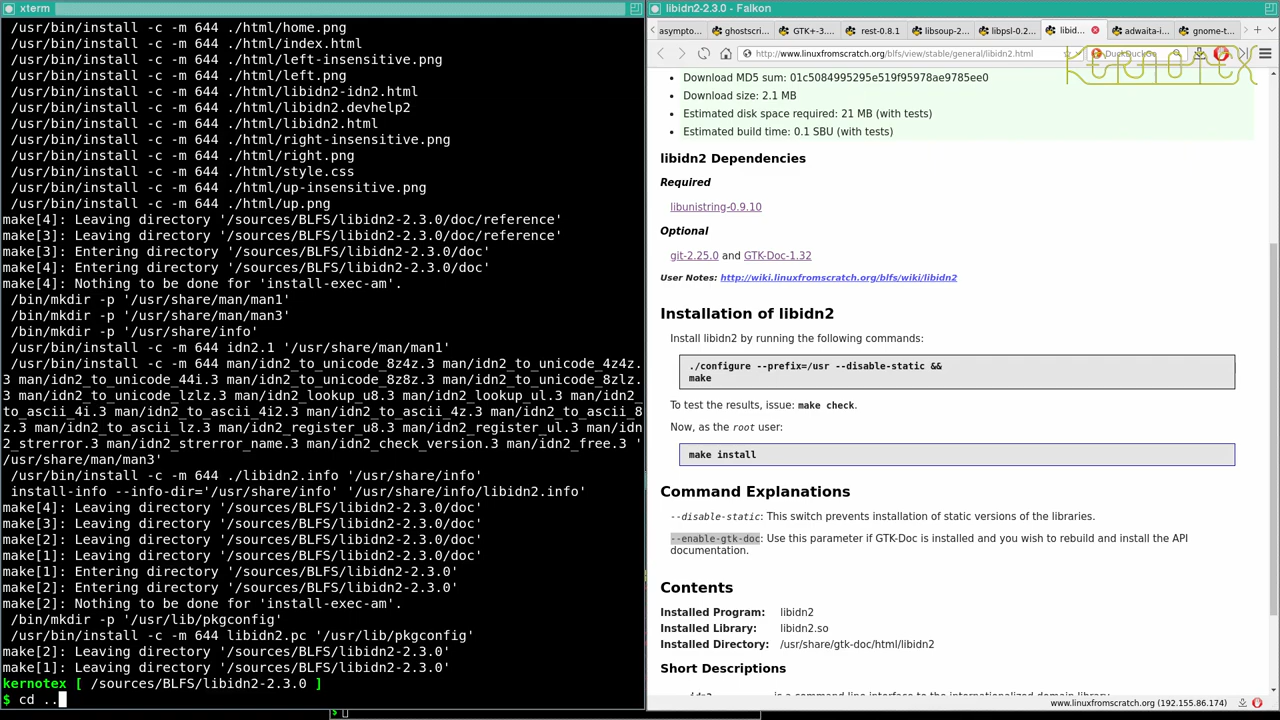 xterm
/usr/bin/install -c -m 644 ./html/home.png
/usr/bin/install -c -m 644 ./html/index.html
/usr/bin/install -c -m 644 ./html/left-insensitive.png
/usr/bin/install -c -m 644 ./html/left.png
/usr/bin/install -c -m 644 ./html/libidn2-idn2.html
/usr/bin/install -c -m 644 ./html/libidn2.devhelp2
/usr/bin/install -c -m 644 ./html/libidn2.html
/usr/bin/install -c -m 644 ./html/right-insensitive.png
/usr/bin/install -c -m 644 ./html/right.png
/usr/bin/install -c -m 644 ./html/style.css
/usr/bin/install -c -m 644 ./html/up-insensitive.png
/usr/bin/install -c -m 644 ./html/up.png
make[4]: Leaving directory '/sources/BLFS/libidn2-2.3.0/doc/reference'
make[3]: Leaving directory '/sources/BLFS/libidn2-2.3.0/doc/reference'
make[3]: Entering directory '/sources/BLFS/libidn2-2.3.0/doc'
make[4]: Entering directory '/sources/BLFS/libidn2-2.3.0/doc'
make[4]: Nothing to be done for 'install-exec-am'.
/bin/mkdir -p '/usr/share/man/man1'
/bin/mkdir -p '/usr/share/man/man3'
/bin/mkdir -p '/usr/share/info'
/usr/bin/install -c -m 644 idn2.1 '/usr/share/man/man1'
/usr/bin/install -c -m 644 man/idn2_to_unicode_8z4z.3 man/idn2_to_unicode_4z4z.
3 man/idn2_to_unicode_44i.3 man/idn2_to_unicode_8z8z.3 man/idn2_to_unicode_8zlz.
3 man/idn2_to_unicode_lzlz.3 man/idn2_lookup_u8.3 man/idn2_lookup_ul.3 man/idn2_
to_ascii_4i.3 man/idn2_to_ascii_4i2.3 man/idn2_to_ascii_4z.3 man/idn2_to_ascii_8
z.3 man/idn2_to_ascii_lz.3 man/idn2_register_u8.3 man/idn2_register_ul.3 man/idn
2_strerror.3 man/idn2_strerror_name.3 man/idn2_check_version.3 man/idn2_free.3 '
/usr/share/man/man3'
/usr/bin/install -c -m 644 ./libidn2.info '/usr/share/info'
install-info --info-dir='/usr/share/info' '/usr/share/info/libidn2.info'
make[4]: Leaving directory '/sources/BLFS/libidn2-2.3.0/doc'
make[3]: Leaving directory '/sources/BLFS/libidn2-2.3.0/doc'
make[2]: Leaving directory '/sources/BLFS/libidn2-2.3.0/doc'
make[1]: Leaving directory '/sources/BLFS/libidn2-2.3.0/doc'
make[1]: Entering directory '/sources/BLFS/libidn2-2.3.0'
make[2]: Entering directory '/sources/BLFS/libidn2-2.3.0'
make[2]: Nothing to be done for 'install-exec-am'.
/bin/mkdir -p '/usr/lib/pkgconfig'
/usr/bin/install -c -m 644 libidn2.pc '/usr/lib/pkgconfig'
make[2]: Leaving directory '/sources/BLFS/libidn2-2.3.0'
make[1]: Leaving directory '/sources/BLFS/libidn2-2.3.0'
kernotex [ /sources/BLFS/libidn2-2.3.0 ]
$ cd ..
$
libidn2-2.3.0 - Falkon
asympto... ghostscri... GTK+-3.... rest-0.8.1 libsoup-2... libpsl-0.2... libid... adwaita-i... gnome-t...
http://www.linuxfromscratch.org/blfs/view/stable/general/libidn2.html DuckDuckGo
KERNOTEX
Download MD5 sum: 01c5084995295e519f95978ae9785ee0
Download size: 2.1 MB
Estimated disk space required: 21 MB (with tests)
Estimated build time: 0.1 SBU (with tests)
libidn2 Dependencies
Required
libunistring-0.9.10
Optional
git-2.25.0 and GTK-Doc-1.32
User Notes: http://wiki.linuxfromscratch.org/blfs/wiki/libidn2
Installation of libidn2
Install libidn2 by running the following commands:
./configure --prefix=/usr --disable-static &&
make
To test the results, issue: make check.
Now, as the root user:
make install
Command Explanations
--disable-static: This switch prevents installation of static versions of the libraries.
--enable-gtk-doc: Use this parameter if GTK-Doc is installed and you wish to rebuild and install the API
documentation.
Contents
Installed Program: libidn2
Installed Library: libidn2.so
Installed Directory: /usr/share/gtk-doc/html/libidn2
Short Descriptions
idn2 is a command line interface to the internationalized domain library
www.linuxfromscratch.org (192.155.86.174)